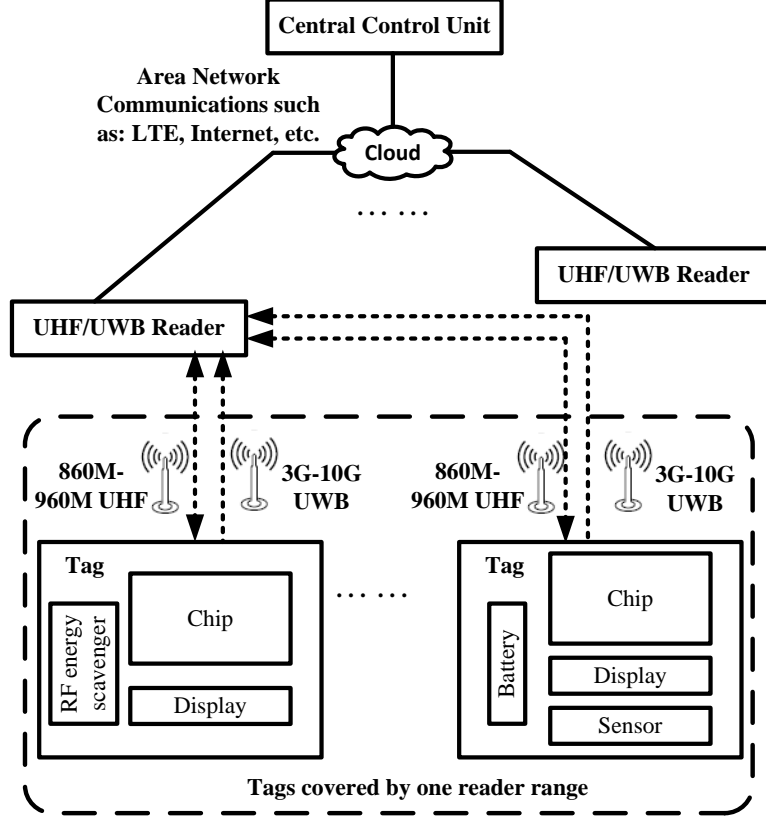 Central Control Unit
Area Network
Communications such
as: LTE, Internet, etc.
Cloud
... ...
UHF/UWB Reader
UHF/UWB Reader
860M-
960M UHF
3G-10G
UWB
860M-
960M UHF
3G-10G
UWB
Tag
RF energy
scavenger
Chip
Display
... ...
Tag
Battery
Chip
Display
Sensor
Tags covered by one reader range